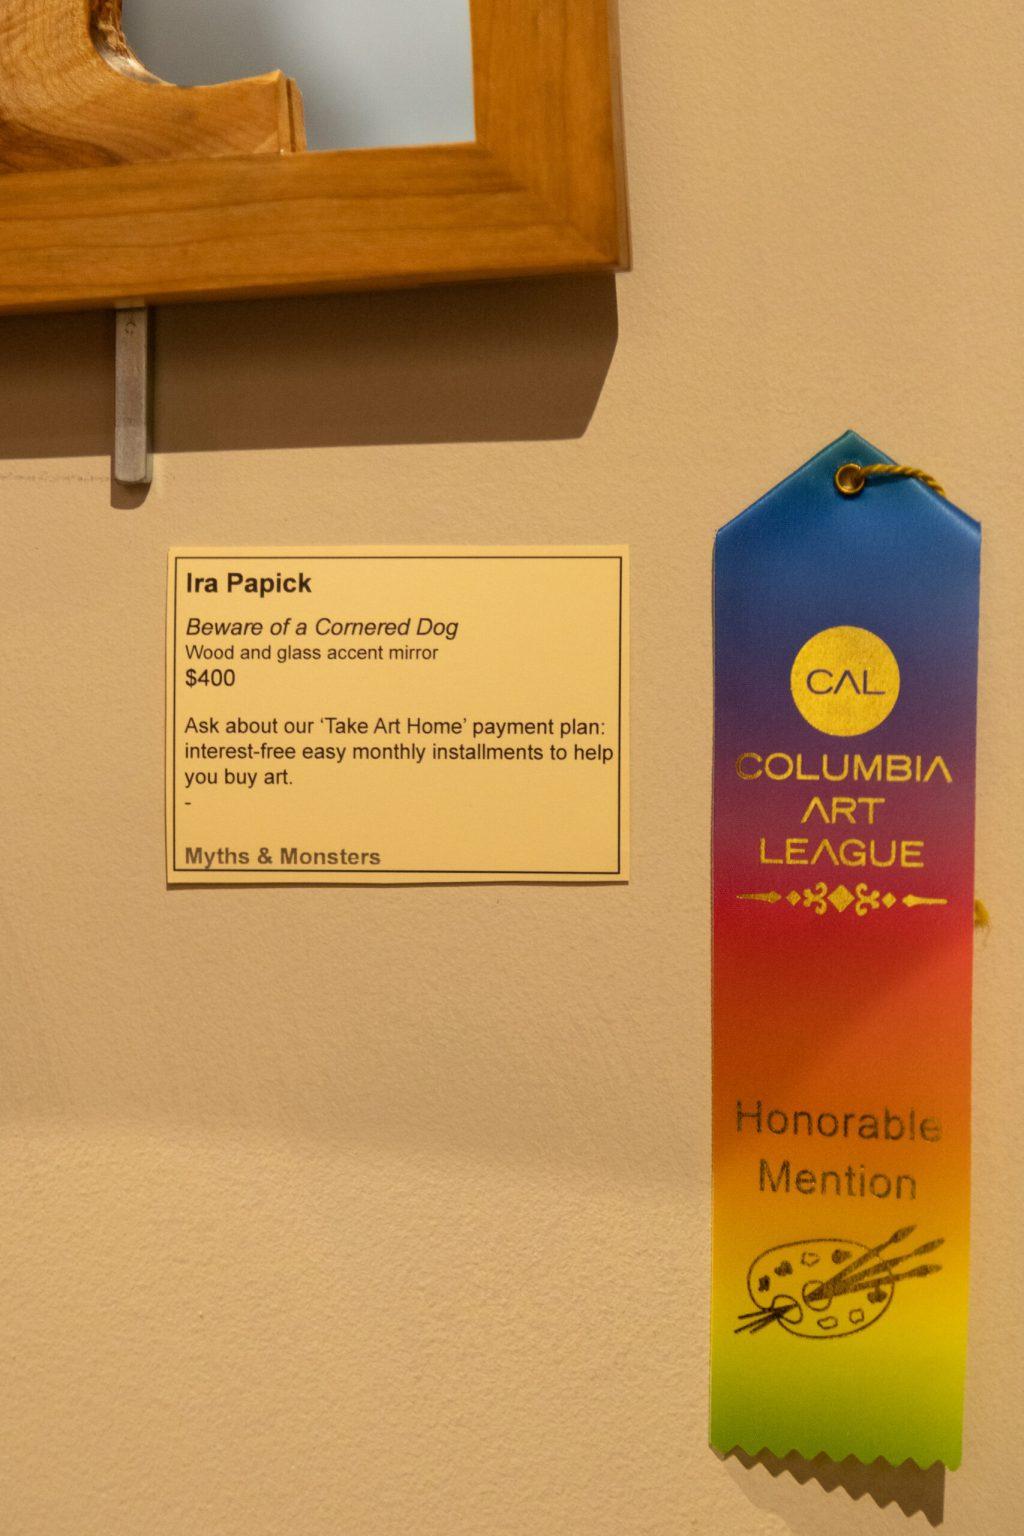 Ira Papick
Beware of a Cornered Dog
Wood and glass accent mirror
$400
Ask about our ‘Take Art Home’ payment plan:
interest-free easy monthly installments to help
you buy art.
-
Myths & Monsters
CAL
COLUMBIA
ART
LEAGUE
Honorable
Mention